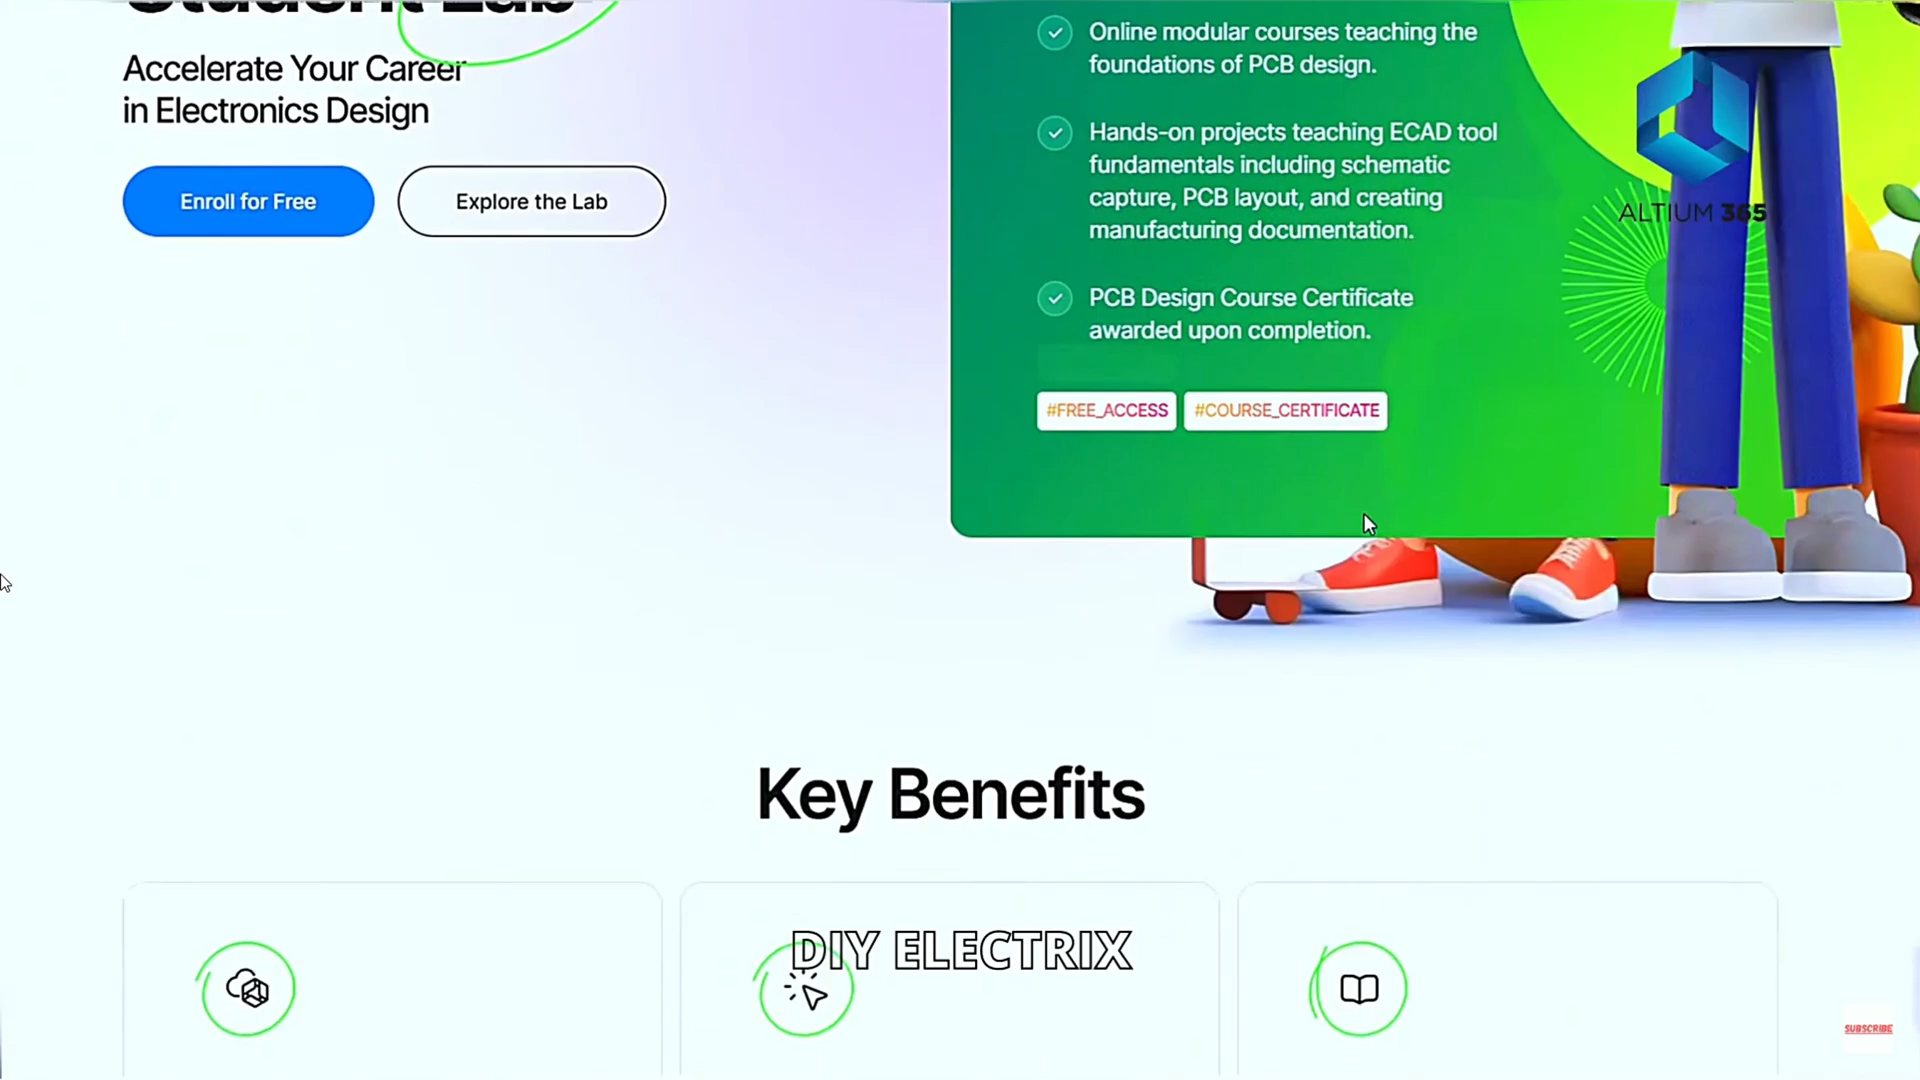 Student Lab
Accelerate Your Career
in Electronics Design
Enroll for Free
Explore the Lab
Online modular courses teaching the
foundations of PCB design.
Hands-on projects teaching ECAD tool
fundamentals including schematic
capture, PCB layout, and creating
manufacturing documentation.
PCB Design Course Certificate
awarded upon completion.
#FREE_ACCESS
#COURSE_CERTIFICATE
ALTIUM 365
Key Benefits
DIY ELECTRIX
SUBSCRIBE